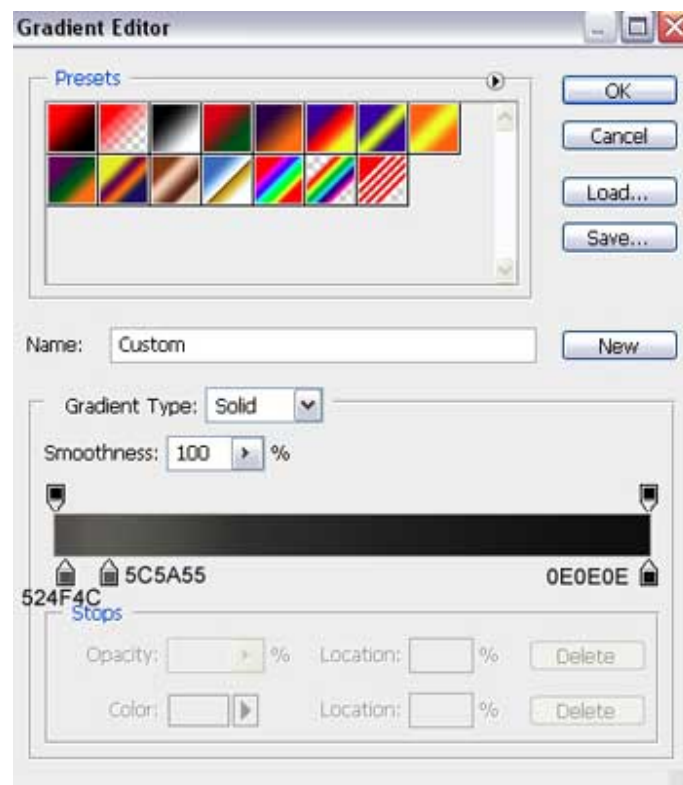 Gradient Editor
Presets
OK
Cancel
Load...
Save...
Name: Custom
New
Gradient Type: Solid
Smoothness: 100 %
5C5A55
0E0E0E
524F4C
Stops
Opacity: % Location: % Delete
Color: Location: % Delete